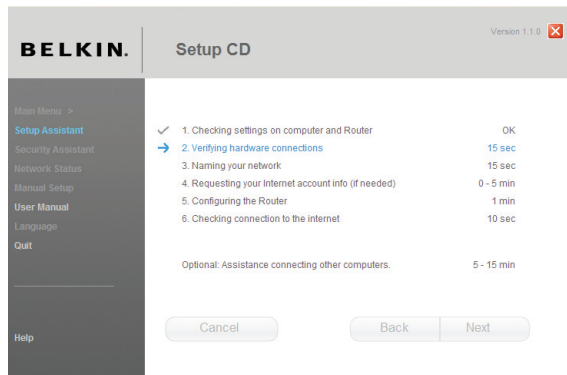 Version 1.1.0
BELKIN.
Setup CD
Main Menu >
Setup Assistant
Security Assistant
Network Status
Manual Setup
User Manual
Language
Quit
Help
1. Checking settings on computer and Router OK
2. Verifying hardware connections 15 sec
3. Naming your network 15 sec
4. Requesting your Internet account info (if needed) 0 - 5 min
5. Configuring the Router 1 min
6. Checking connection to the internet 10 sec
Optional: Assistance connecting other computers. 5 - 15 min
Cancel Back Next